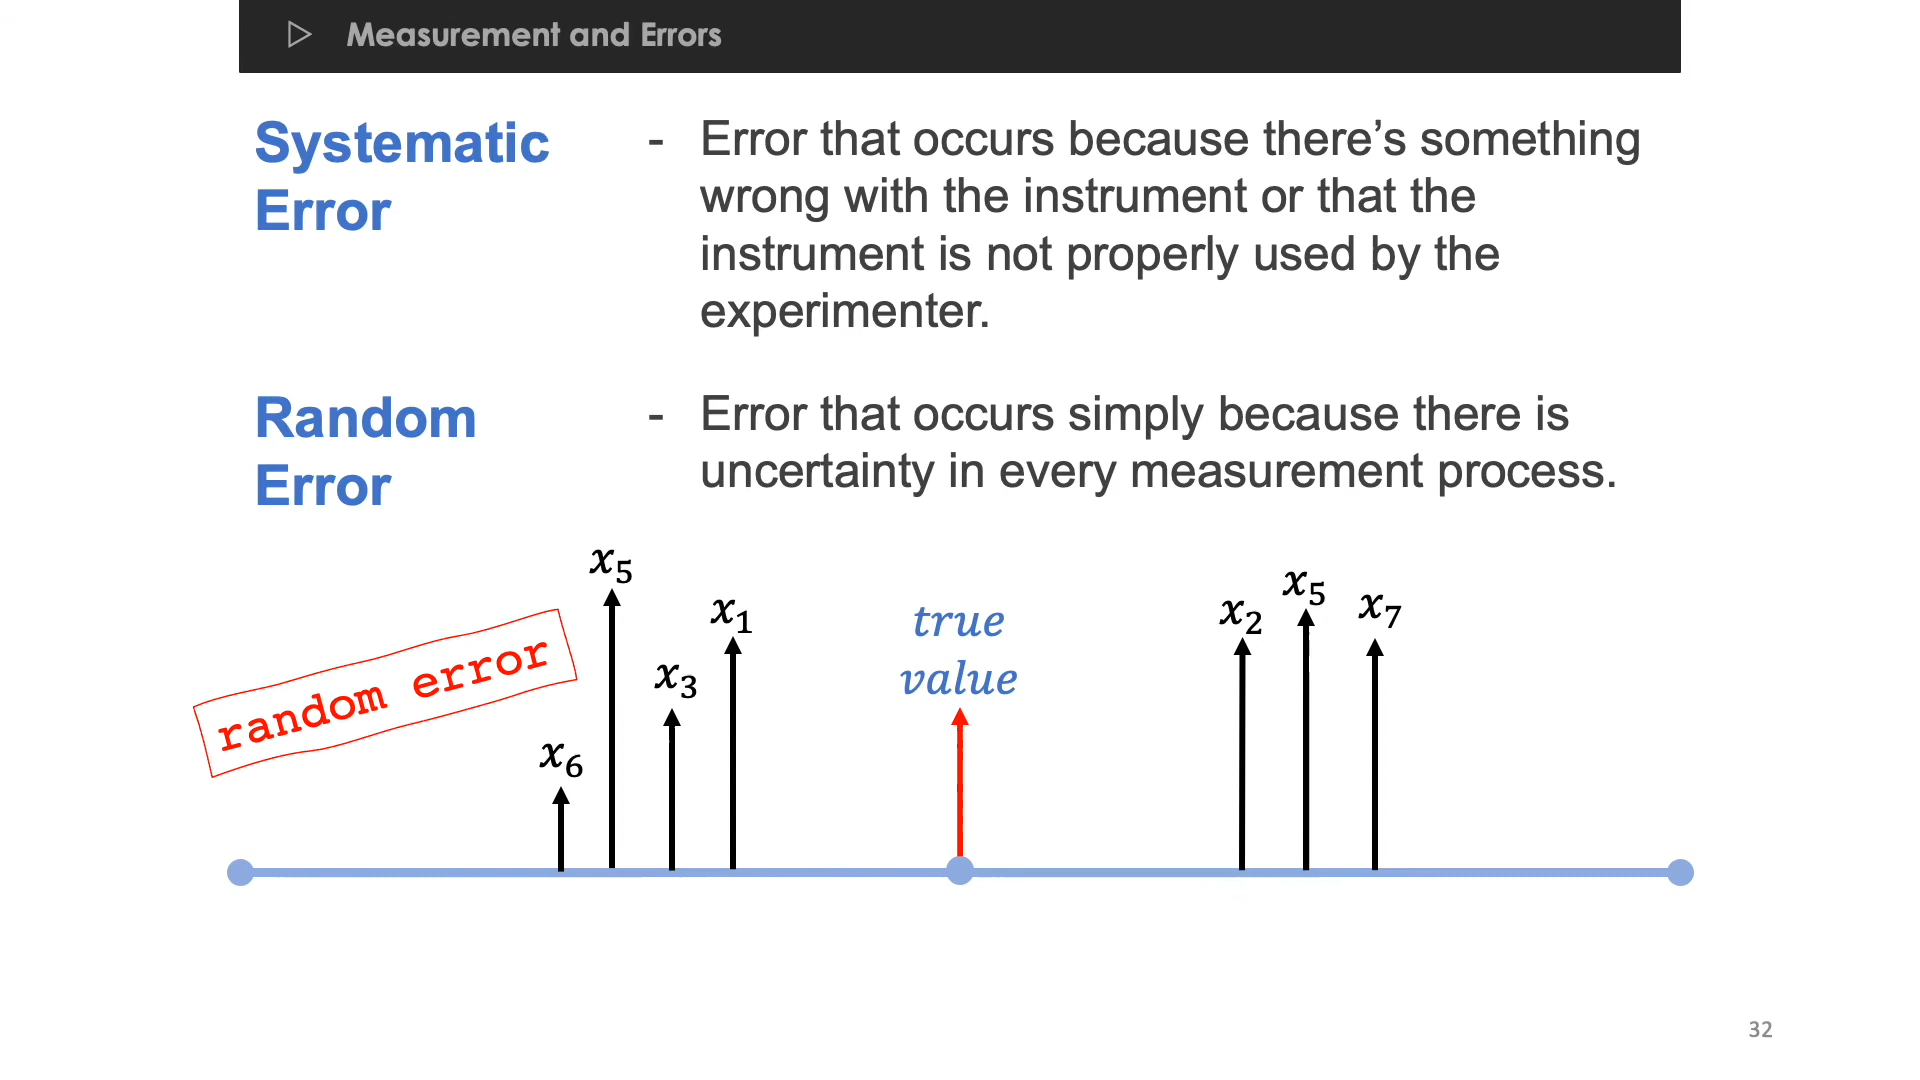 Measurement and Errors
Systematic
Error
- Error that occurs because there’s something
wrong with the instrument or that the
instrument is not properly used by the
experimenter.
Random
Error
- Error that occurs simply because there is
uncertainty in every measurement process.
random error
x₆
x₅
x₃
x₁
true
value
x₂
x₅
x₇
32